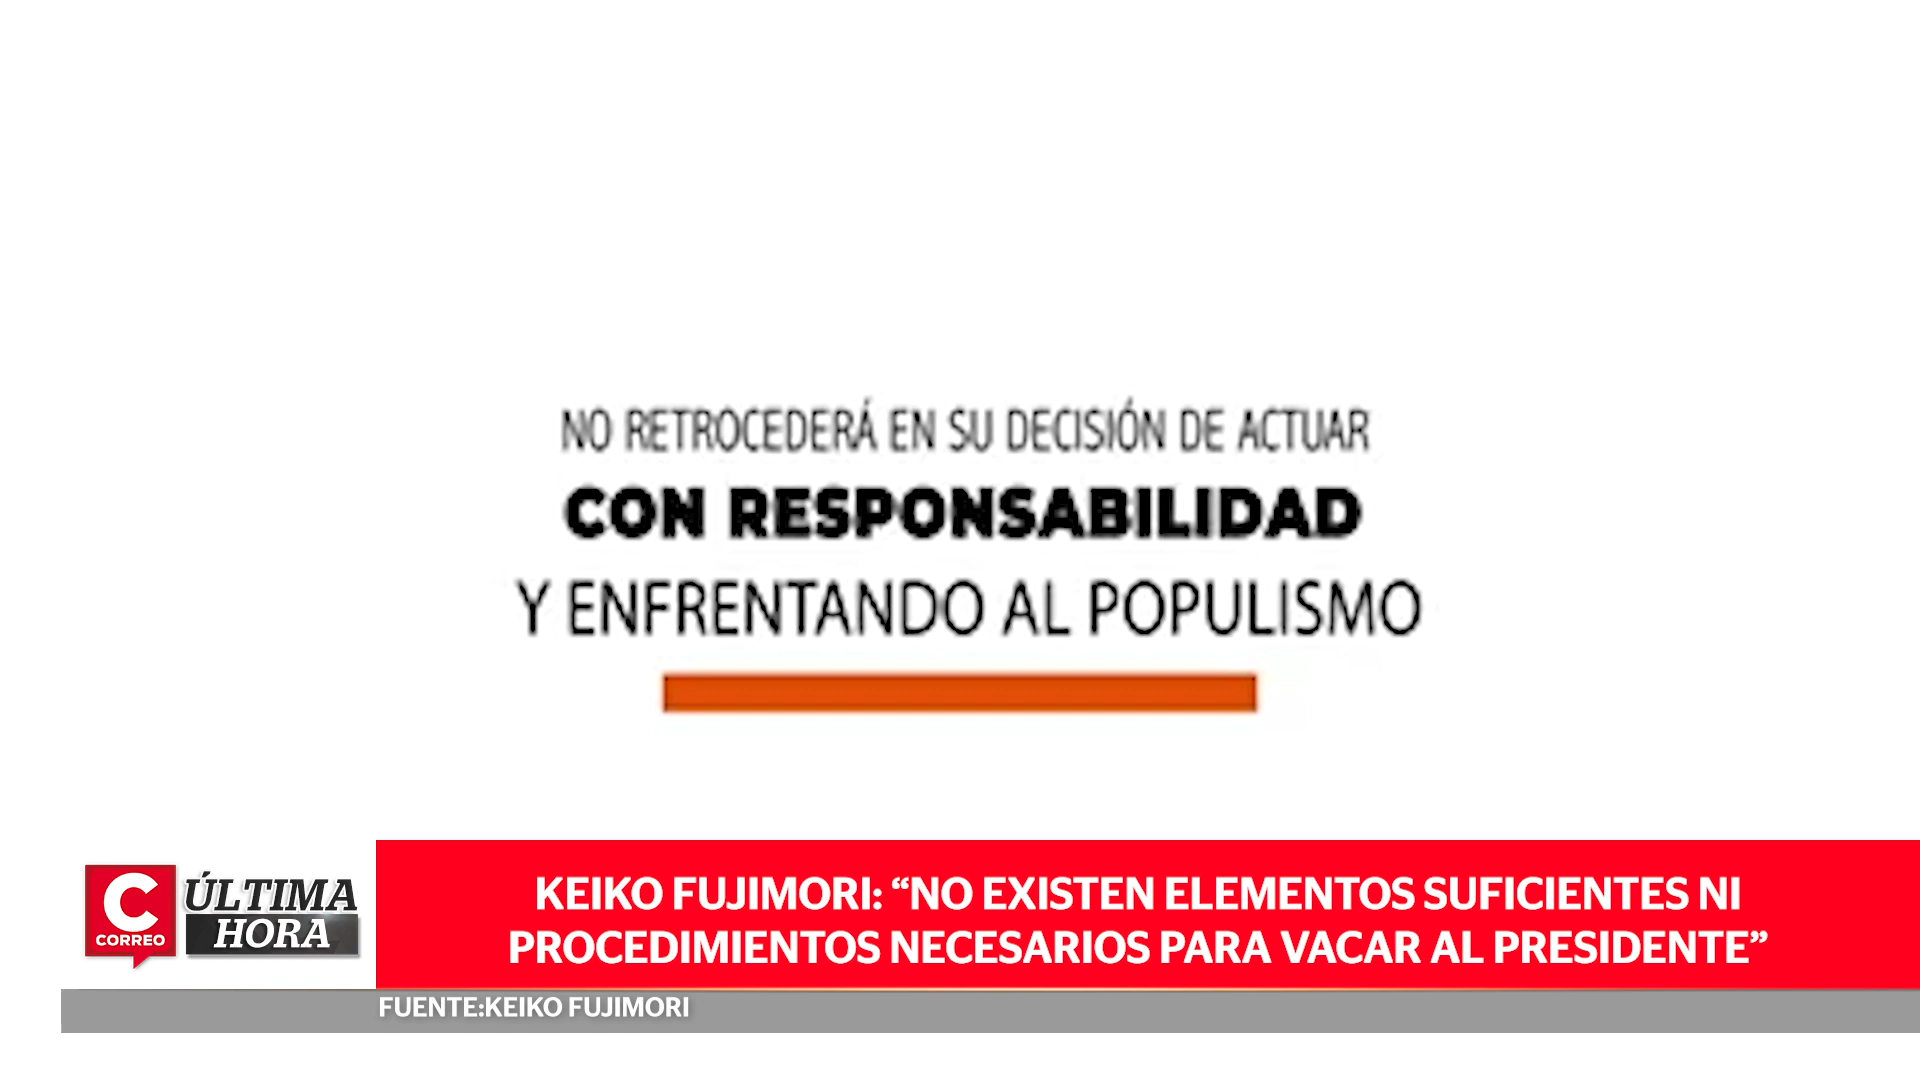 NO RETROCEDERÁ EN SU DECISIÓN DE ACTUAR
CON RESPONSABILIDAD
Y ENFRENTANDO AL POPULISMO
C
CORREO
ÚLTIMA
HORA
KEIKO FUJIMORI: “NO EXISTEN ELEMENTOS SUFICIENTES NI
PROCEDIMIENTOS NECESARIOS PARA VACAR AL PRESIDENTE”
FUENTE:KEIKO FUJIMORI